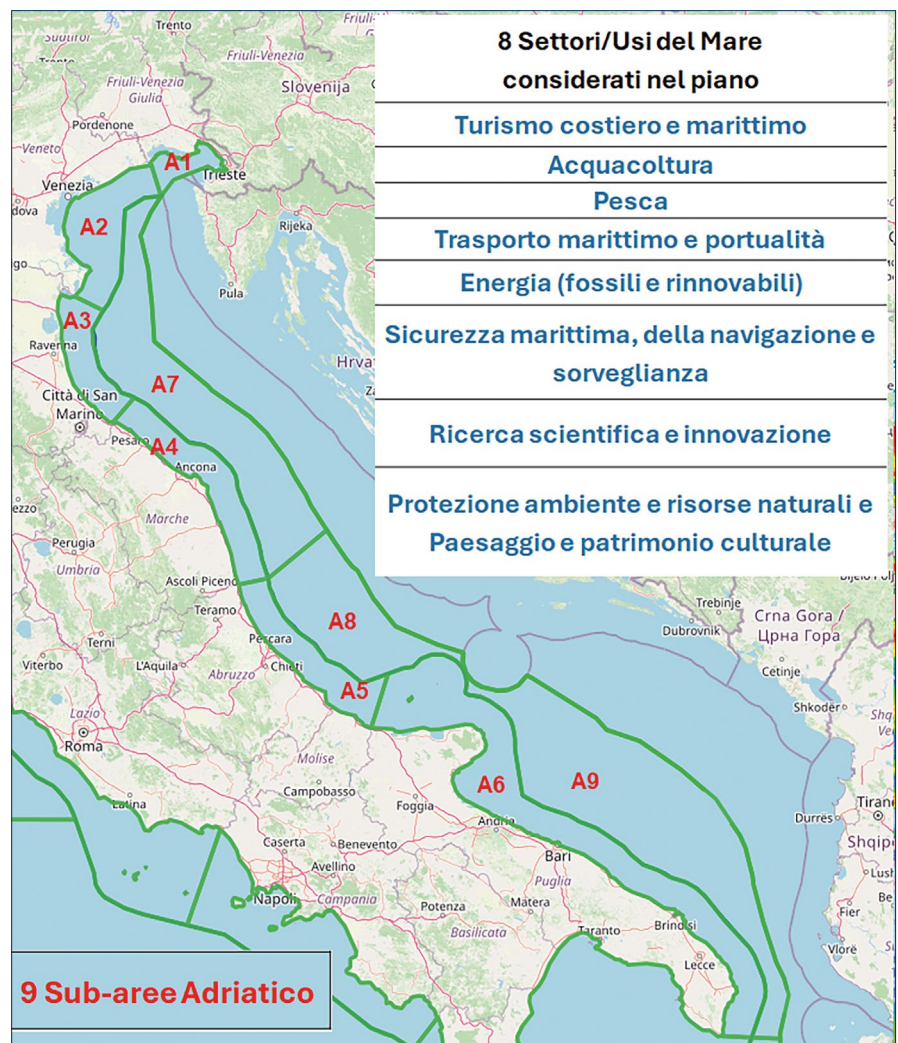 8 Settori/Usi del Mare
considerati nel piano
Turismo costiero e marittimo
Acquacoltura
Pesca
Trasporto marittimo e portualità
Energia (fossili e rinnovabili)
Sicurezza marittima, della navigazione e
sorveglianza
Ricerca scientifica e innovazione
Protezione ambiente e risorse naturali e
Paesaggio e patrimonio culturale
Trento
Friuli-Venezia
Friuli-Venezia
Giulia
Slovenija
Pordenone
Veneto
A1
Trieste
Venezia
A2
Rijeka
Pula
A3
Ravenna
A7
Città di San
Marino
Pesaro
A4
Ancona
Marche
Perugia
Umbria
Ascoli Piceno
Teramo
A8
Trebinje
Dubrovnik
Crna Gora /
Црна Гора
Cetinje
Terni
Pescara
Viterbo
L'Aquila
Chieti
Abruzzo
A5
Shkodër
Lazio
Roma
Molise
A6
A9
Campobasso
Foggia
Latina
Andria
Durrës
Caserta
Benevento
Bari
Avellino
Puglia
Napoli
Campania
Potenza
Matera
Basilicata
Taranto
Brindisi
Fier
Vlorë
Lecce
9 Sub-aree Adriatico